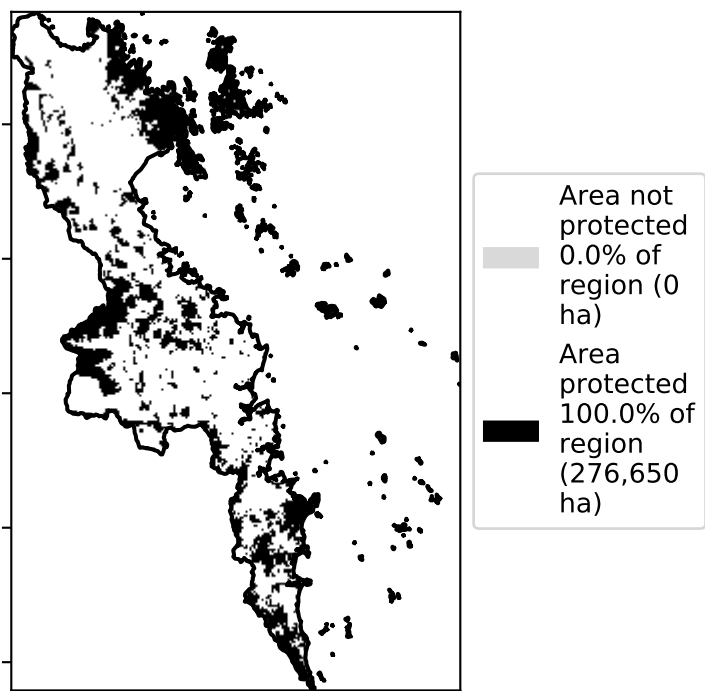 Area not
protected
0.0% of
region (0
ha)
Area
protected
100.0% of
region
(276,650
ha)